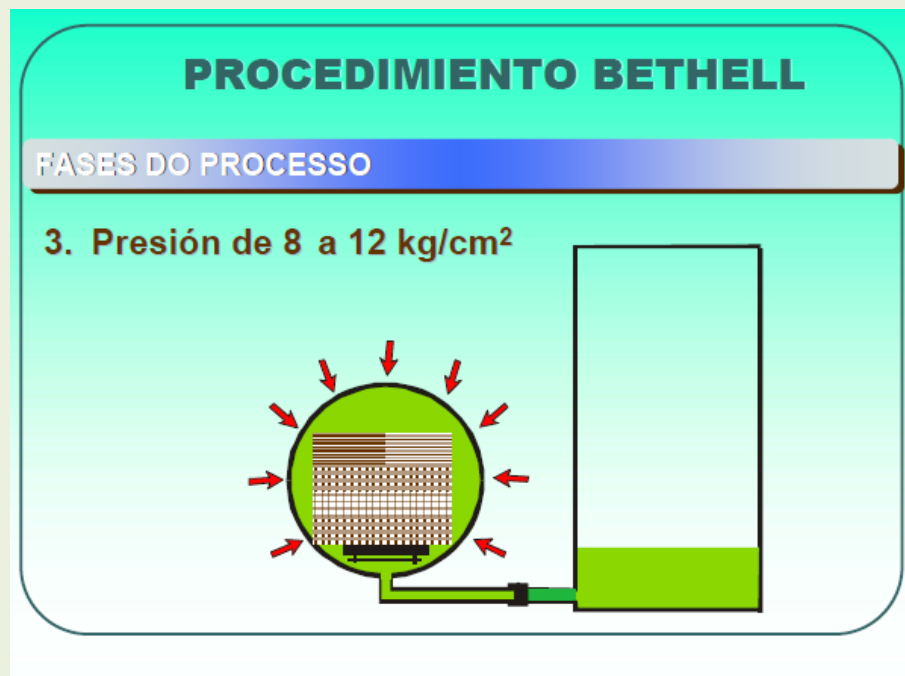 PROCEDIMIENTO BETHELL
FASES DO PROCESSO
3. Presión de 8 a 12 kg/cm²